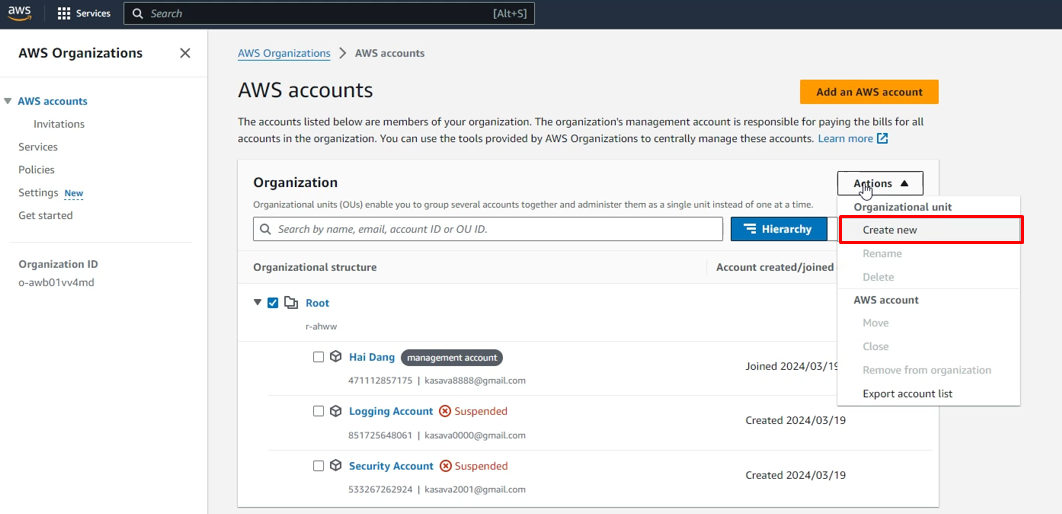 aws
Services
Search
[Alt+S]
AWS Organizations
AWS accounts
Invitations
Services
Policies
Settings New
Get started
Organization ID
o-awb01vv4md
AWS Organizations > AWS accounts
AWS accounts
Add an AWS account
The accounts listed below are members of your organization. The organization's management account is responsible for paying the bills for all
accounts in the organization. You can use the tools provided by AWS Organizations to centrally manage these accounts. Learn more
Organization
Actions
Organizational units (OUs) enable you to group several accounts together and administer them as a single unit instead of one at a time.
Search by name, email, account ID or OU ID.
Hierarchy
Organizational unit
Create new
Rename
Delete
AWS account
Move
Close
Remove from organization
Export account list
Organizational structure
Account created/joined
Root
r-ahww
Hai Dang management account
471112857175 | kasava8888@gmail.com
Joined 2024/03/19
Logging Account Suspended
851725648061 | kasava0000@gmail.com
Created 2024/03/19
Security Account Suspended
533267262924 | kasava2001@gmail.com
Created 2024/03/19